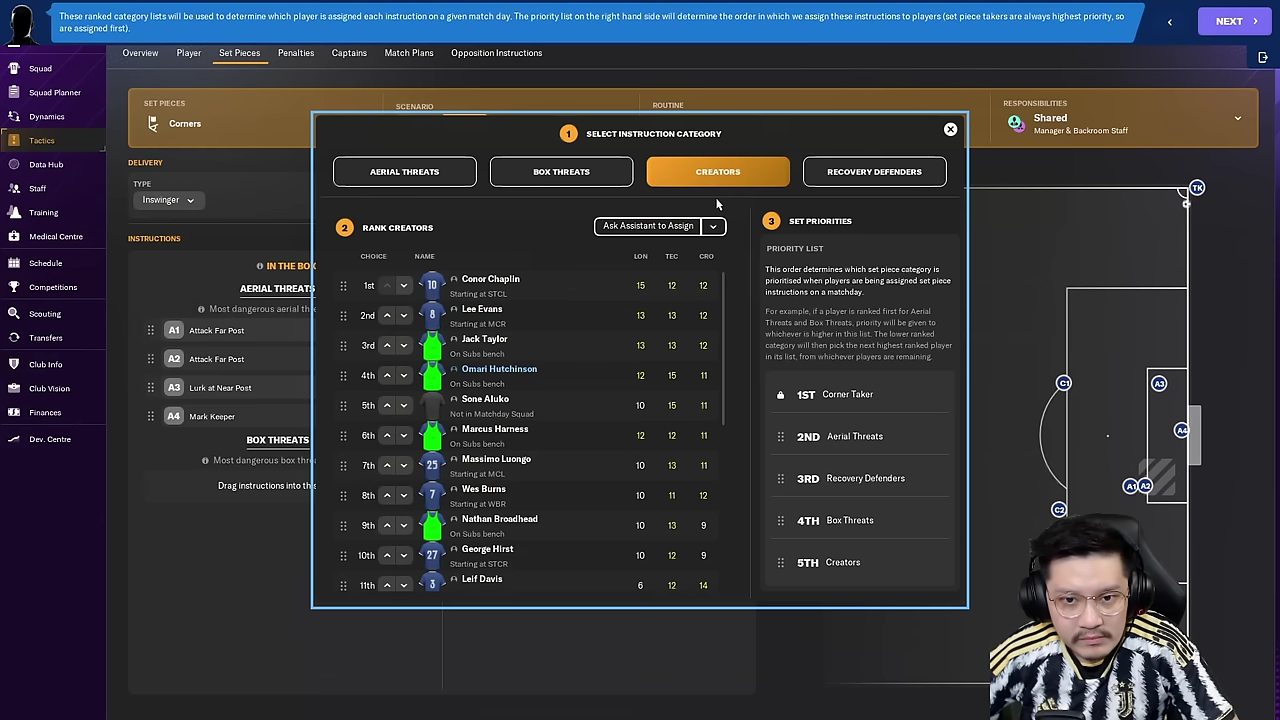 These ranked category lists will be used to determine which player is assigned each instruction on a given match day. The priority list on the right hand side will determine the order in which we assign these instructions to players (set piece takers are always highest priority, so
are assigned first).
NEXT
Overview
Player
Set Pieces
Penalties
Captains
Match Plans
Opposition Instructions
Squad
Squad Planner
Dynamics
Tactics
Data Hub
Staff
Training
Medical Centre
Schedule
Competitions
Scouting
Transfers
Club Info
Club Vision
Finances
Dev. Centre
SET PIECES
Corners
SCENARIO
ROUTINE
RESPONSIBILITIES
Shared
Manager & Backroom Staff
DELIVERY
TYPE
Inswinger
INSTRUCTIONS
IN THE BO
AERIAL THREATS
Most dangerous aerial thr
A1 Attack Far Post
A2 Attack Far Post
A3 Lurk at Near Post
A4 Mark Keeper
BOX THREATS
Most dangerous box thre
Drag instructions into this
1 SELECT INSTRUCTION CATEGORY
AERIAL THREATS
BOX THREATS
CREATORS
RECOVERY DEFENDERS
2 RANK CREATORS
Ask Assistant to Assign
CHOICE NAME LON TEC CRO
1st 10 Conor Chaplin 15 12 12
Starting at STCL
2nd 8 Lee Evans 13 13 12
Starting at MCR
3rd Jack Taylor 13 13 12
On Subs bench
4th Omari Hutchinson 12 15 11
On Subs bench
5th Sone Aluko 10 15 11
Not in Matchday Squad
6th Marcus Harness 12 12 11
On Subs bench
7th 25 Massimo Luongo 10 13 11
Starting at MCL
8th 7 Wes Burns 10 11 12
Starting at WBR
9th Nathan Broadhead 10 13 9
On Subs bench
10th 27 George Hirst 10 12 9
Starting at STCR
11th 3 Leif Davis 6 12 14
3 SET PRIORITIES
PRIORITY LIST
This order determines which set piece category is
prioritised when players are being assigned set piece
instructions on a matchday.
For example, if a player is ranked first for Aerial
Threats and Box Threats, priority will be given to
whichever is higher in this list. The lower ranked
category will then pick the next highest ranked player
in its list, from whichever players are remaining.
1ST Corner Taker
2ND Aerial Threats
3RD Recovery Defenders
4TH Box Threats
5TH Creators
TK
C1
A3
A4
A1
A2
C2